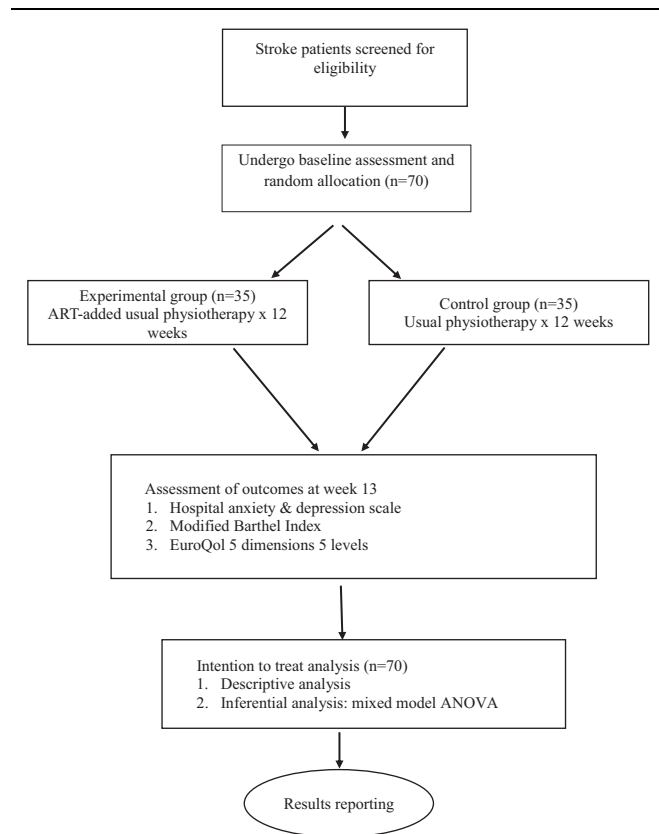 Stroke patients screened for
eligibility
Undergo baseline assessment and
random allocation (n=70)
Experimental group (n=35)
ART-added usual physiotherapy x 12
weeks
Control group (n=35)
Usual physiotherapy x 12 weeks
Assessment of outcomes at week 13
1. Hospital anxiety & depression scale
2. Modified Barthel Index
3. EuroQol 5 dimensions 5 levels
Intention to treat analysis (n=70)
1. Descriptive analysis
2. Inferential analysis: mixed model ANOVA
Results reporting